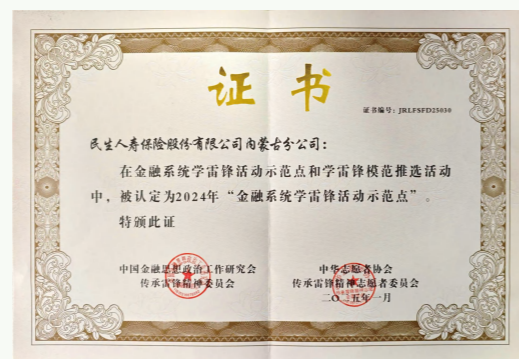 证书
证书编号：JRLFSFD25030
民生人寿保险股份有限公司内蒙古分公司：
在金融系统学雷锋活动示范点和学雷锋模范推选活动
中，被认定为2024年“金融系统学雷锋活动示范点”。
特颁此证
中国金融思想政治工作研究会
传承雷锋精神委员会
中华志愿者协会
传承雷锋精神志愿者委员会
二〇二五年一月